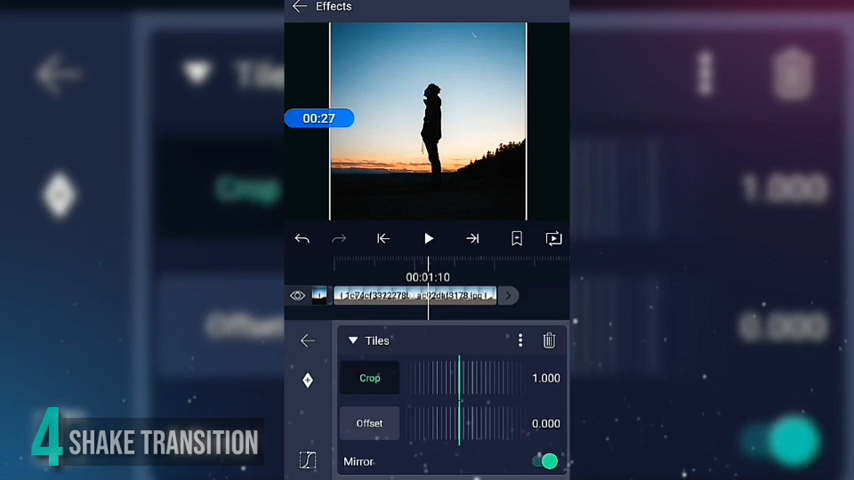 Effects
00:27
00:01:10
Tiles
Crop
1.000
Offset
0.000
Mirror
4 SHAKE TRANSITION
Crop
1.000
Offset
0.000